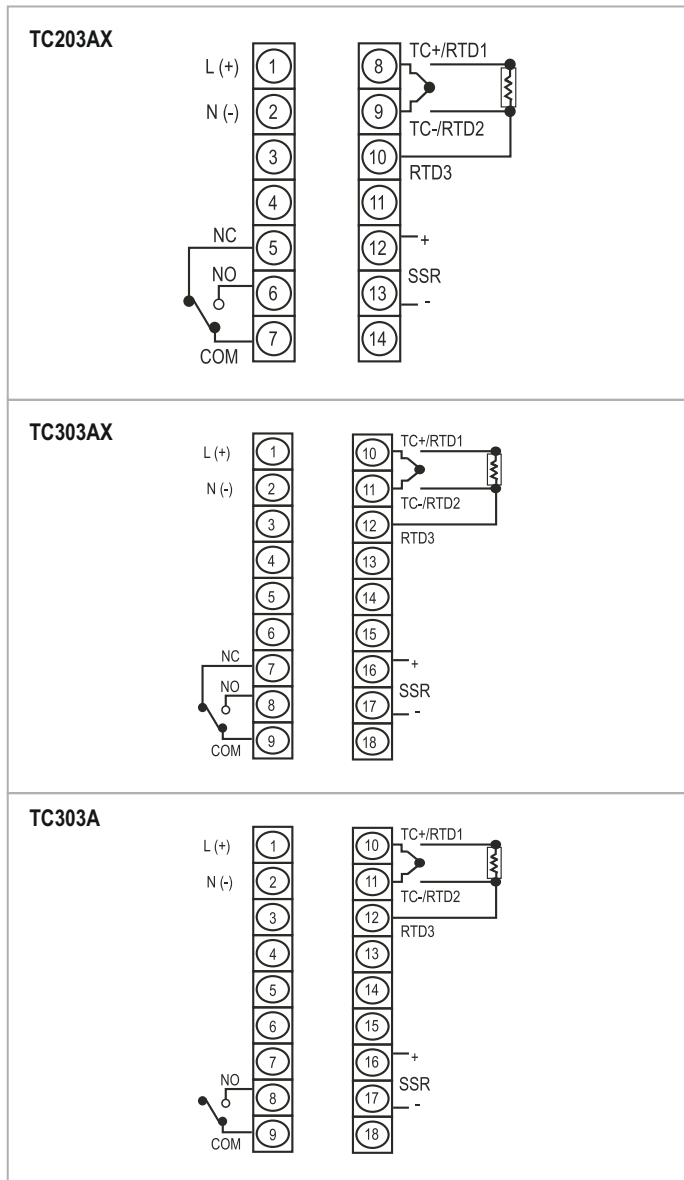 TC203AX
L (+) 1 8 TC+/RTD1
N (-) 2 9 TC-/RTD2
3 10 RTD3
4 11
NC 5 12 +
NO 6 13 SSR -
COM 7 14
TC303AX
L (+) 1 10 TC+/RTD1
N (-) 2 11 TC-/RTD2
3 12 RTD3
4 13
5 14
6 15
NC 7 16 +
NO 8 17 SSR -
COM 9 18
TC303A
L (+) 1 10 TC+/RTD1
N (-) 2 11 TC-/RTD2
3 12 RTD3
4 13
5 14
6 15
7 16 +
NO 8 17 SSR -
COM 9 18